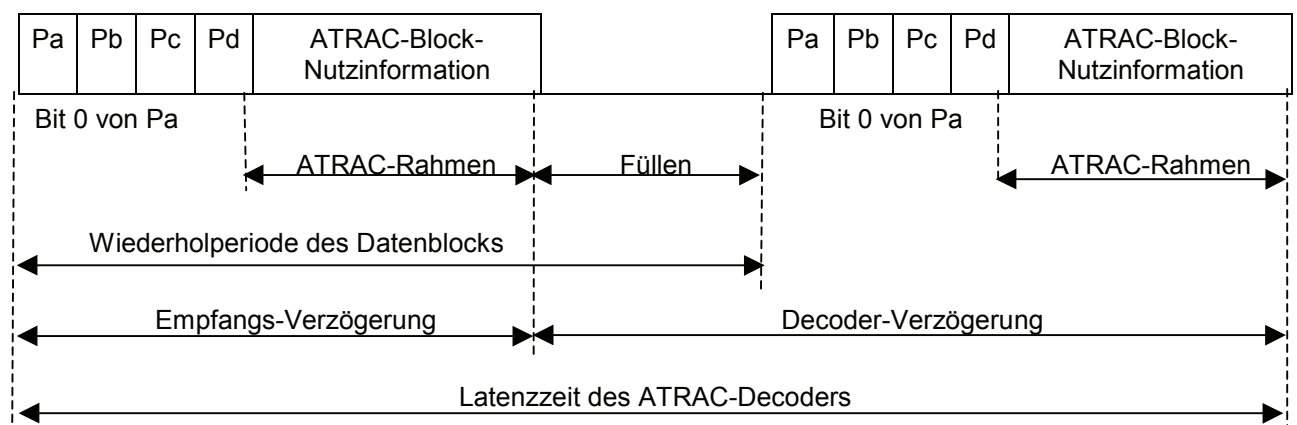 Pa Pb Pc Pd ATRAC-Block- Pa Pb Pc Pd ATRAC-Block-
Nutzinformation Nutzinformation
Bit 0 von Pa Bit 0 von Pa
ATRAC-Rahmen Füllen ATRAC-Rahmen
Wiederholperiode des Datenblocks
Empfangs-Verzögerung Decoder-Verzögerung
Latenzzeit des ATRAC-Decoders